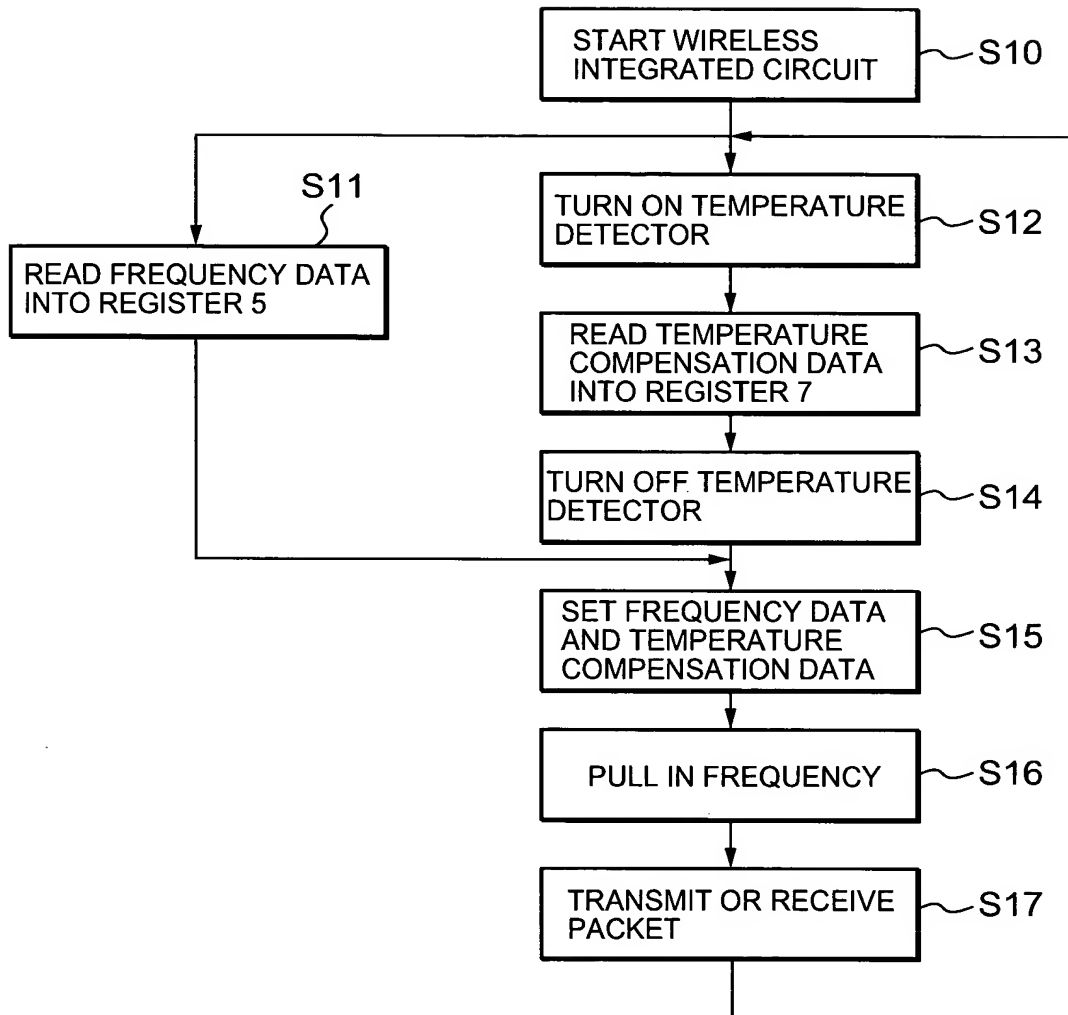 START WIRELESS
INTEGRATED CIRCUIT
S10
S11
READ FREQUENCY DATA
INTO REGISTER 5
TURN ON TEMPERATURE
DETECTOR
S12
READ TEMPERATURE
COMPENSATION DATA
INTO REGISTER 7
S13
TURN OFF TEMPERATURE
DETECTOR
S14
SET FREQUENCY DATA
AND TEMPERATURE
COMPENSATION DATA
S15
PULL IN FREQUENCY
S16
TRANSMIT OR RECEIVE
PACKET
S17